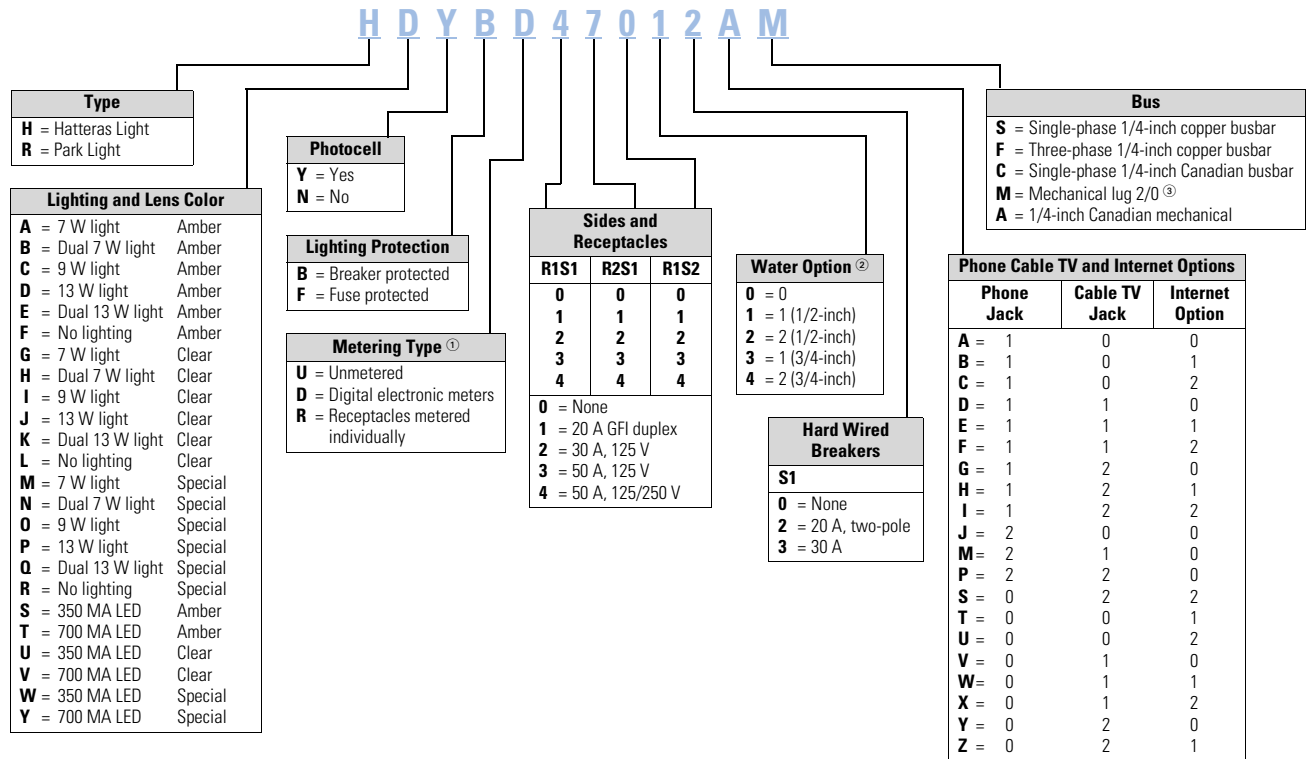 H D Y B D 4 7 0 1 2 A M
Type
H = Hatteras Light
R = Park Light
Lighting and Lens Color
A = 7 W light Amber
B = Dual 7 W light Amber
C = 9 W light Amber
D = 13 W light Amber
E = Dual 13 W light Amber
F = No lighting Amber
G = 7 W light Clear
H = Dual 7 W light Clear
I = 9 W light Clear
J = 13 W light Clear
K = Dual 13 W light Clear
L = No lighting Clear
M = 7 W light Special
N = Dual 7 W light Special
O = 9 W light Special
P = 13 W light Special
Q = Dual 13 W light Special
R = No lighting Special
S = 350 MA LED Amber
T = 700 MA LED Amber
U = 350 MA LED Clear
V = 700 MA LED Clear
W = 350 MA LED Special
Y = 700 MA LED Special
Photocell
Y = Yes
N = No
Lighting Protection
B = Breaker protected
F = Fuse protected
Metering Type ①
U = Unmetered
D = Digital electronic meters
R = Receptacles metered
individually
Sides and
Receptacles
R1S1 R2S1 R1S2
0 0 0
1 1 1
2 2 2
3 3 3
4 4 4
0 = None
1 = 20 A GFI duplex
2 = 30 A, 125 V
3 = 50 A, 125 V
4 = 50 A, 125/250 V
Water Option ②
0 = 0
1 = 1 (1/2-inch)
2 = 2 (1/2-inch)
3 = 1 (3/4-inch)
4 = 2 (3/4-inch)
Hard Wired
Breakers
S1
0 = None
2 = 20 A, two-pole
3 = 30 A
Bus
S = Single-phase 1/4-inch copper busbar
F = Three-phase 1/4-inch copper busbar
C = Single-phase 1/4-inch Canadian busbar
M = Mechanical lug 2/0 ③
A = 1/4-inch Canadian mechanical
Phone Cable TV and Internet Options
Phone Cable TV Internet
Jack Jack Option
A = 1 0 0
B = 1 0 1
C = 1 0 2
D = 1 1 0
E = 1 1 1
F = 1 1 2
G = 1 2 0
H = 1 2 1
I = 1 2 2
J = 2 0 0
M = 2 1 0
P = 2 2 0
S = 0 2 2
T = 0 0 1
U = 0 0 2
V = 0 1 0
W = 0 1 1
X = 0 1 2
Y = 0 2 0
Z = 0 2 1